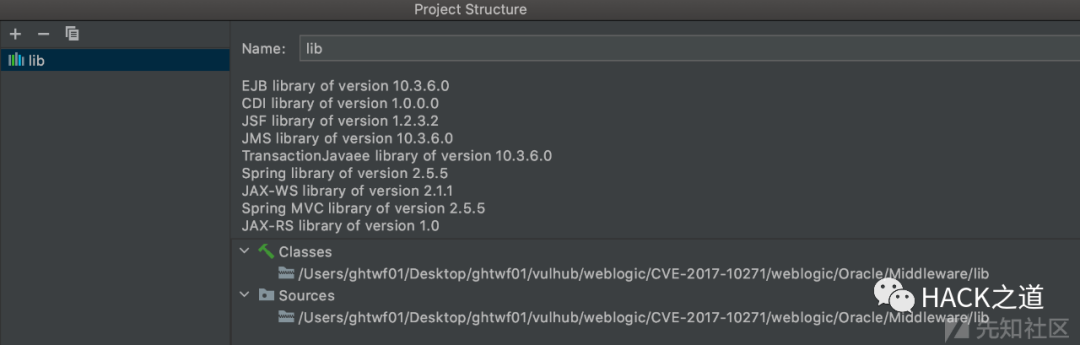 Project Structure
lib
Name: lib
EJB library of version 10.3.6.0
CDI library of version 1.0.0.0
JSF library of version 1.2.3.2
JMS library of version 10.3.6.0
TransactionJavaee library of version 10.3.6.0
Spring library of version 2.5.5
JAX-WS library of version 2.1.1
Spring MVC library of version 2.5.5
JAX-RS library of version 1.0
Classes
/Users/ghtwf01/Desktop/ghtwf01/vulhub/weblogic/CVE-2017-10271/weblogic/Oracle/Middleware/lib
Sources
/Users/ghtwf01/Desktop/ghtwf01/vulhub/weblogic/CVE-2017-10271/weblogic/Oracle/Middleware/lib
HACK之道
先知社区